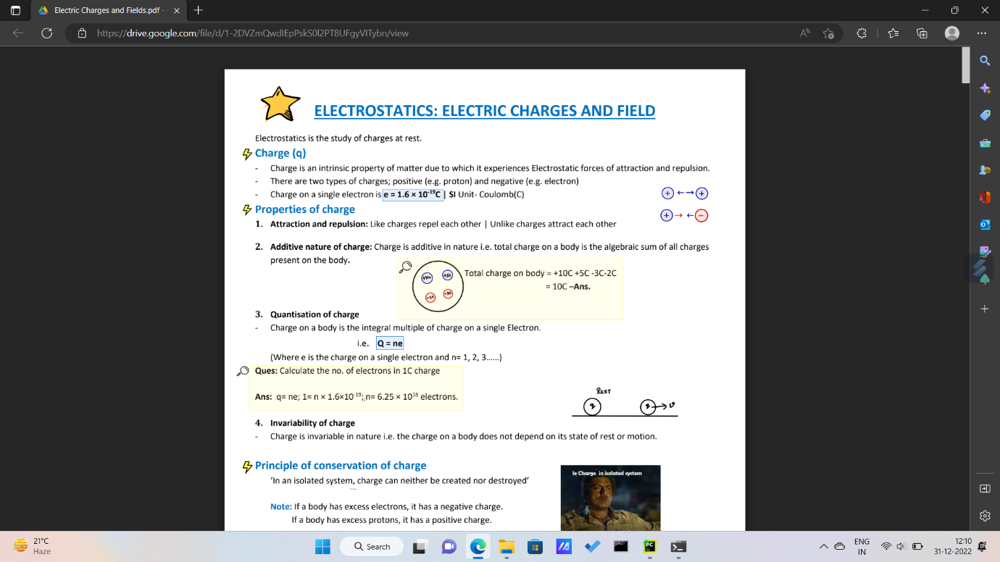 Electric Charges and Fields.pdf -
https://drive.google.com/file/d/1-2DVZmQwdIEpPskS0l2PT8UFgyVITybn/view
ELECTROSTATICS: ELECTRIC CHARGES AND FIELD
Electrostatics is the study of charges at rest.
Charge (q)
- Charge is an intrinsic property of matter due to which it experiences Electrostatic forces of attraction and repulsion.
- There are two types of charges; positive (e.g. proton) and negative (e.g. electron)
- Charge on a single electron is e = 1.6 × 10⁻¹⁹C | SI Unit- Coulomb(C)
+ ←→ +
+ → ← −
Properties of charge
1. Attraction and repulsion: Like charges repel each other | Unlike charges attract each other
2. Additive nature of charge: Charge is additive in nature i.e. total charge on a body is the algebraic sum of all charges
present on the body.
+10C +5C
-2C -3C
Total charge on body = +10C +5C -3C-2C
= 10C –Ans.
3. Quantisation of charge
- Charge on a body is the integral multiple of charge on a single Electron.
i.e. Q = ne
(Where e is the charge on a single electron and n= 1, 2, 3......)
Ques: Calculate the no. of electrons in 1C charge
Ans: q= ne; 1= n × 1.6×10⁻¹⁹; n= 6.25 × 10¹⁸ electrons.
REST
q q → v
4. Invariability of charge
- Charge is invariable in nature i.e. the charge on a body does not depend on its state of rest or motion.
Principle of conservation of charge
'In an isolated system, charge can neither be created nor destroyed'
le Charge in isolated system
Note: If a body has excess electrons, it has a negative charge.
If a body has excess protons, it has a positive charge.
21°C
Haze
Search
PC
ENG
IN
12:10
31-12-2022